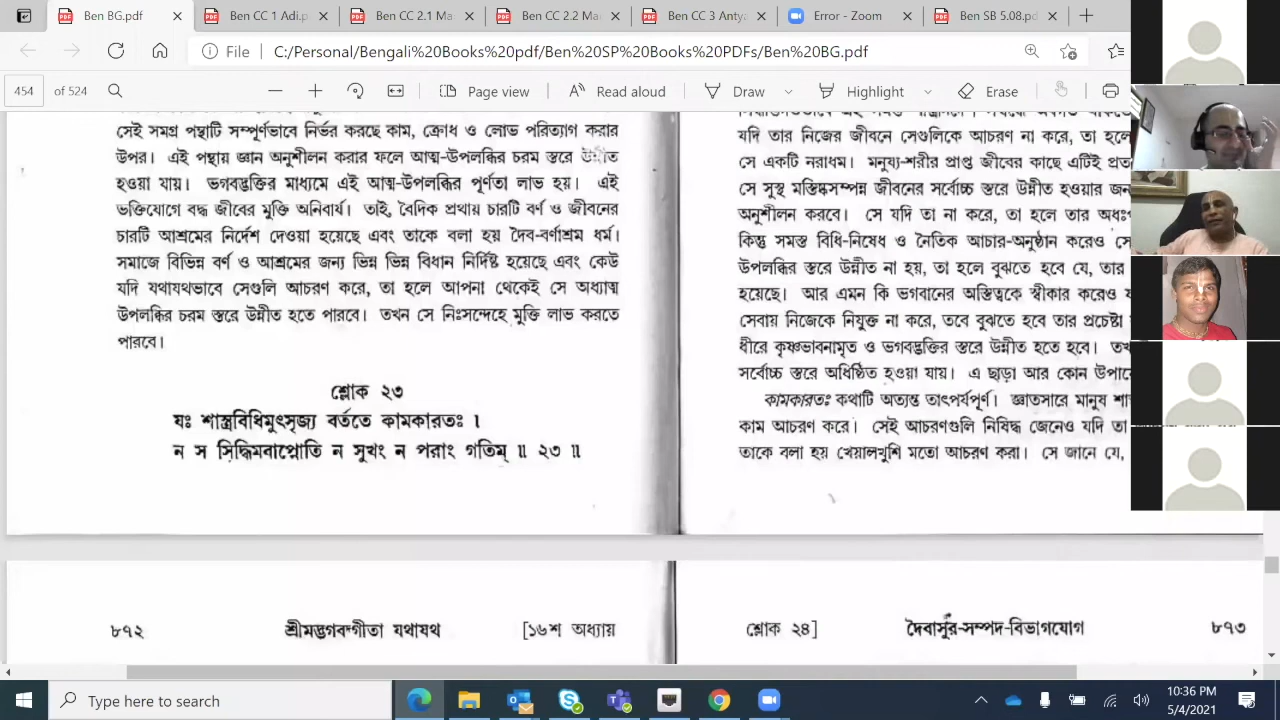 Ben BG.pdf
Ben CC 1 Adi.p
Ben CC 2.1 Ma
Ben CC 2.2 Ma
Ben CC 3 Antya
Error - Zoom
Ben SB 5.08.pd
File
C:/Personal/Bengali%20Books%20pdf/Ben%20SP%20Books%20PDFs/Ben%20BG.pdf
454
of 524
Page view
Read aloud
Draw
Highlight
Erase
সেই সমগ্র পন্থাটি সম্পূর্ণভাবে নির্ভর করছে কাম, ক্রোধ ও লোভ পরিত্যাগ করার
উপর। এই পন্থায় জ্ঞান অনুশীলন করার ফলে আত্ম-উপলব্ধির চরম স্তরে উন্নীত
হওয়া যায়। ভগবদ্ভক্তির মাধ্যমে এই আত্ম-উপলব্ধির পূর্ণতা লাভ হয়। এই
ভক্তিযোগে বদ্ধ জীবের মুক্তি অনিবার্য। তাই, বৈদিক প্রথায় চারটি বর্ণ ও জীবনের
চারটি আশ্রমের নির্দেশ দেওয়া হয়েছে এবং তাকে বলা হয় দৈব-বর্ণাশ্রম ধর্ম।
সমাজে বিভিন্ন বর্ণ ও আশ্রমের জন্য ভিন্ন ভিন্ন বিধান নির্দিষ্ট হয়েছে এবং কেউ
যদি যথাযথভাবে সেগুলি আচরণ করে, তা হলে আপনা থেকেই সে অধ্যাত্ম
উপলব্ধির চরম স্তরে উন্নীত হতে পারবে। তখন সে নিঃসন্দেহে মুক্তি লাভ করতে
পারবে।
শ্লোক ২৩
যঃ শাস্ত্রবিধিমুৎসৃজ্য বর্ততে কামকারতঃ ।
ন স সিদ্ধিমবাপ্নোতি ন সুখং ন পরাং গতিম্ ॥ ২৩ ॥
যদি তার নিজের জীবনে সেগুলিকে আচরণ না করে, তা হলে
সে একটি নরাধম। মনুষ্য-শরীর প্রাপ্ত জীবের কাছে এটিই
সে সুস্থ মস্তিষ্কসম্পন্ন জীবনের সর্বোচ্চ স্তরে উন্নীত হওয়ার
অনুশীলন করবে। সে যদি তা না করে, তা হলে তার
কিন্তু সমস্ত বিধি-নিষেধ ও নৈতিক আচার-অনুষ্ঠান করেও
উপলব্ধির স্তরে উন্নীত না হয়, তা হলে বুঝতে হবে যে, তার
হয়েছে। আর এমন কি ভগবানের অস্তিত্বকে স্বীকার করেও
সেবায় নিজেকে নিযুক্ত না করে, তবে বুঝতে হবে তার প্রচেষ্টা
ধীরে কৃষ্ণভাবনামৃত ও ভগবদ্ভক্তির স্তরে উন্নীত হতে হবে।
সর্বোচ্চ স্তরে অধিষ্ঠিত হওয়া যায়। এ ছাড়া আর কোন
কামকারতঃ কথাটি অত্যন্ত তাৎপর্যপূর্ণ। জ্ঞাতসারে মানুষ
কাম আচরণ করে। সেই আচরণগুলি নিষিদ্ধ জেনেও যদি তা
তাকে বলা হয় খেয়ালখুশি মতো আচরণ করা। সে জানে যে,
৮৭২ শ্রীমদ্ভগবদ্গীতা যথাযথ [১৬শ অধ্যায়
শ্লোক ২৪] দৈবাসুর-সম্পদ-বিভাগযোগ ৮৭৩
Type here to search
10:36 PM
5/4/2021